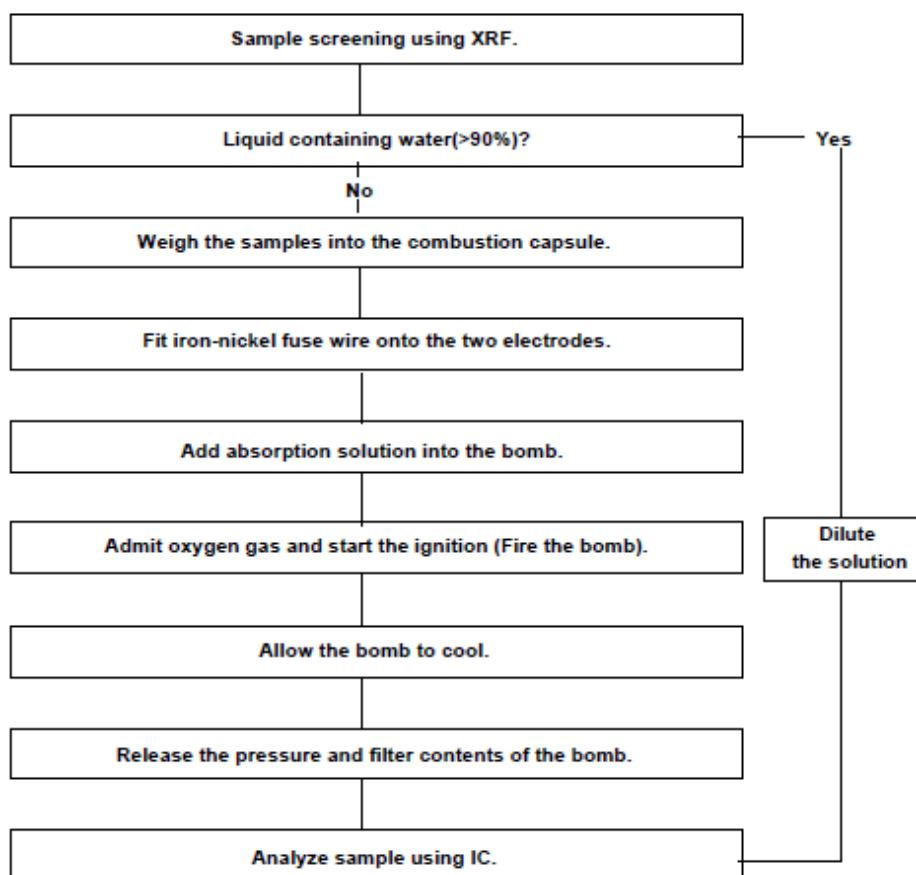 Sample screening using XRF.
Liquid containing water(>90%)?
Yes
No
Weigh the samples into the combustion capsule.
Fit iron-nickel fuse wire onto the two electrodes.
Add absorption solution into the bomb.
Admit oxygen gas and start the ignition (Fire the bomb).
Dilute
the solution
Allow the bomb to cool.
Release the pressure and filter contents of the bomb.
Analyze sample using IC.